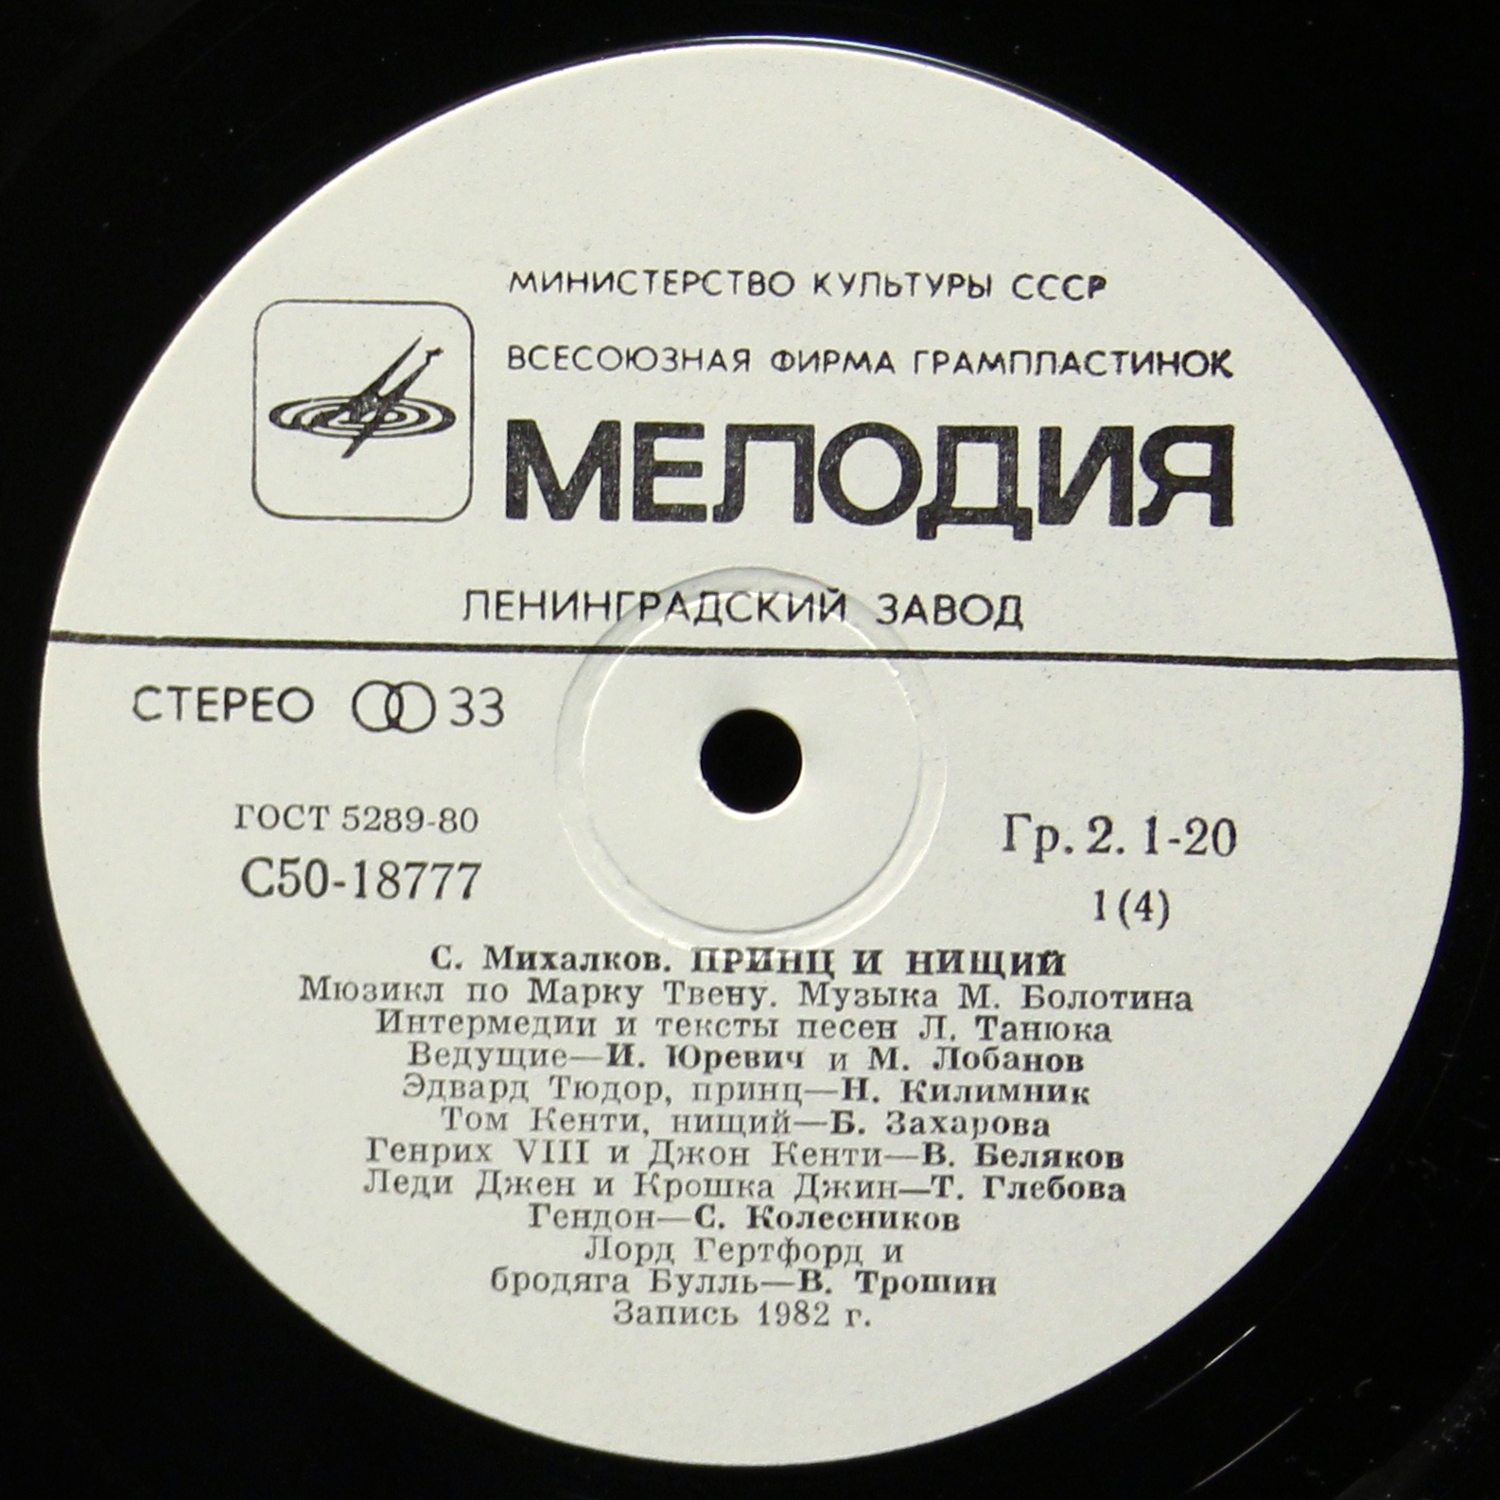 МИНИСТЕРСТВО КУЛЬТУРЫ СССР
ВСЕСОЮЗНАЯ ФИРМА ГРАМПЛАСТИНОК
МЕЛОДИЯ
ЛЕНИНГРАДСКИЙ ЗАВОД
СТЕРЕО 33
ГОСТ 5289-80
С50-18777
Гр. 2. 1-20
1 (4)
С. Михалков. ПРИНЦ И НИЩИЙ
Мюзикл по Марку Твену. Музыка М. Болотина
Интермедии и тексты песен Л. Танюка
Ведущие—И. Юревич и М. Лобанов
Эдвард Тюдор, принц—Н. Килимник
Том Кенти, нищий—Б. Захарова
Генрих VIII и Джон Кенти—В. Беляков
Леди Джен и Крошка Джин—Т. Глебова
Гендон—С. Колесников
Лорд Гертфорд и
бродяга Булль—В. Трошин
Запись 1982 г.